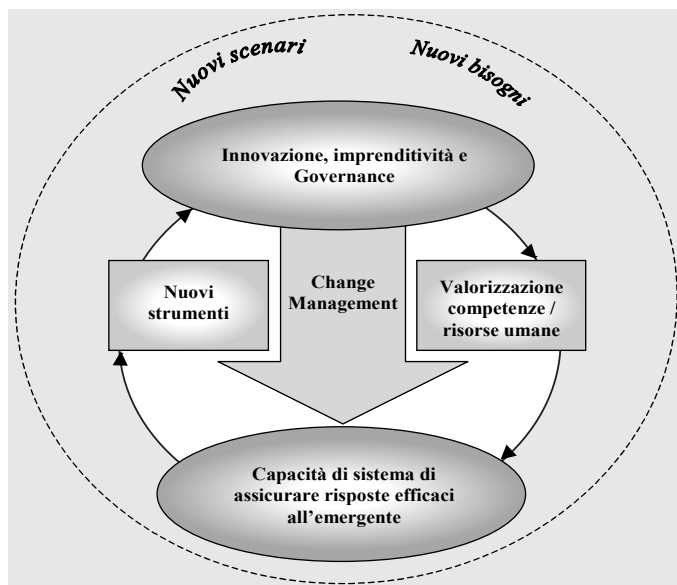 Nuovi scenari
Nuovi bisogni
Innovazione, imprenditività e
Governance
Nuovi
strumenti
Change
Management
Valorizzazione
competenze /
risorse umane
Capacità di sistema di
assicurare risposte efficaci
all'emergente